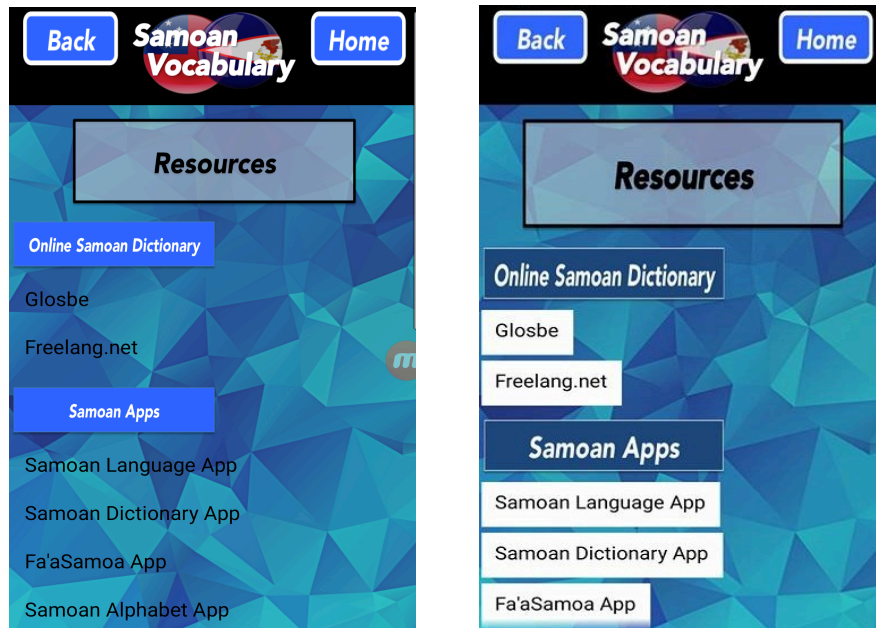 Back
Samoan
Vocabulary
Home
Resources
Online Samoan Dictionary
Glosbe
Freelang.net
Samoan Apps
Samoan Language App
Samoan Dictionary App
Fa'aSamoa App
Samoan Alphabet App
Back
Samoan
Vocabulary
Home
Resources
Online Samoan Dictionary
Glosbe
Freelang.net
Samoan Apps
Samoan Language App
Samoan Dictionary App
Fa'aSamoa App